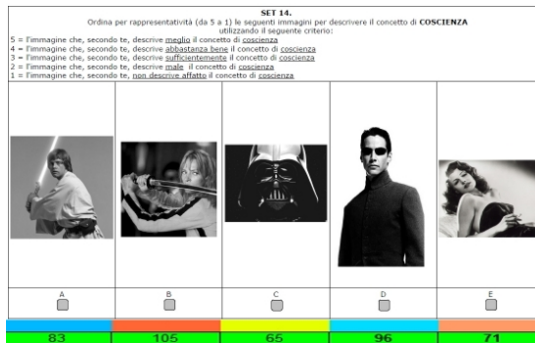 SET 14.
Ordina per rappresentatività (da 5 a 1) le seguenti immagini per descrivere il concetto di COSCIENZA
utilizzando il seguente criterio:
5 = l'immagine che, secondo te, descrive meglio il concetto di coscienza
4 = l'immagine che, secondo te, descrive abbastanza bene il concetto di coscienza
3 = l'immagine che, secondo te, descrive sufficientemente il concetto di coscienza
2 = l'immagine che, secondo te, descrive male il concetto di coscienza
1 = l'immagine che, secondo te, non descrive affatto il concetto di coscienza
A B C D E
83 105 65 96 71